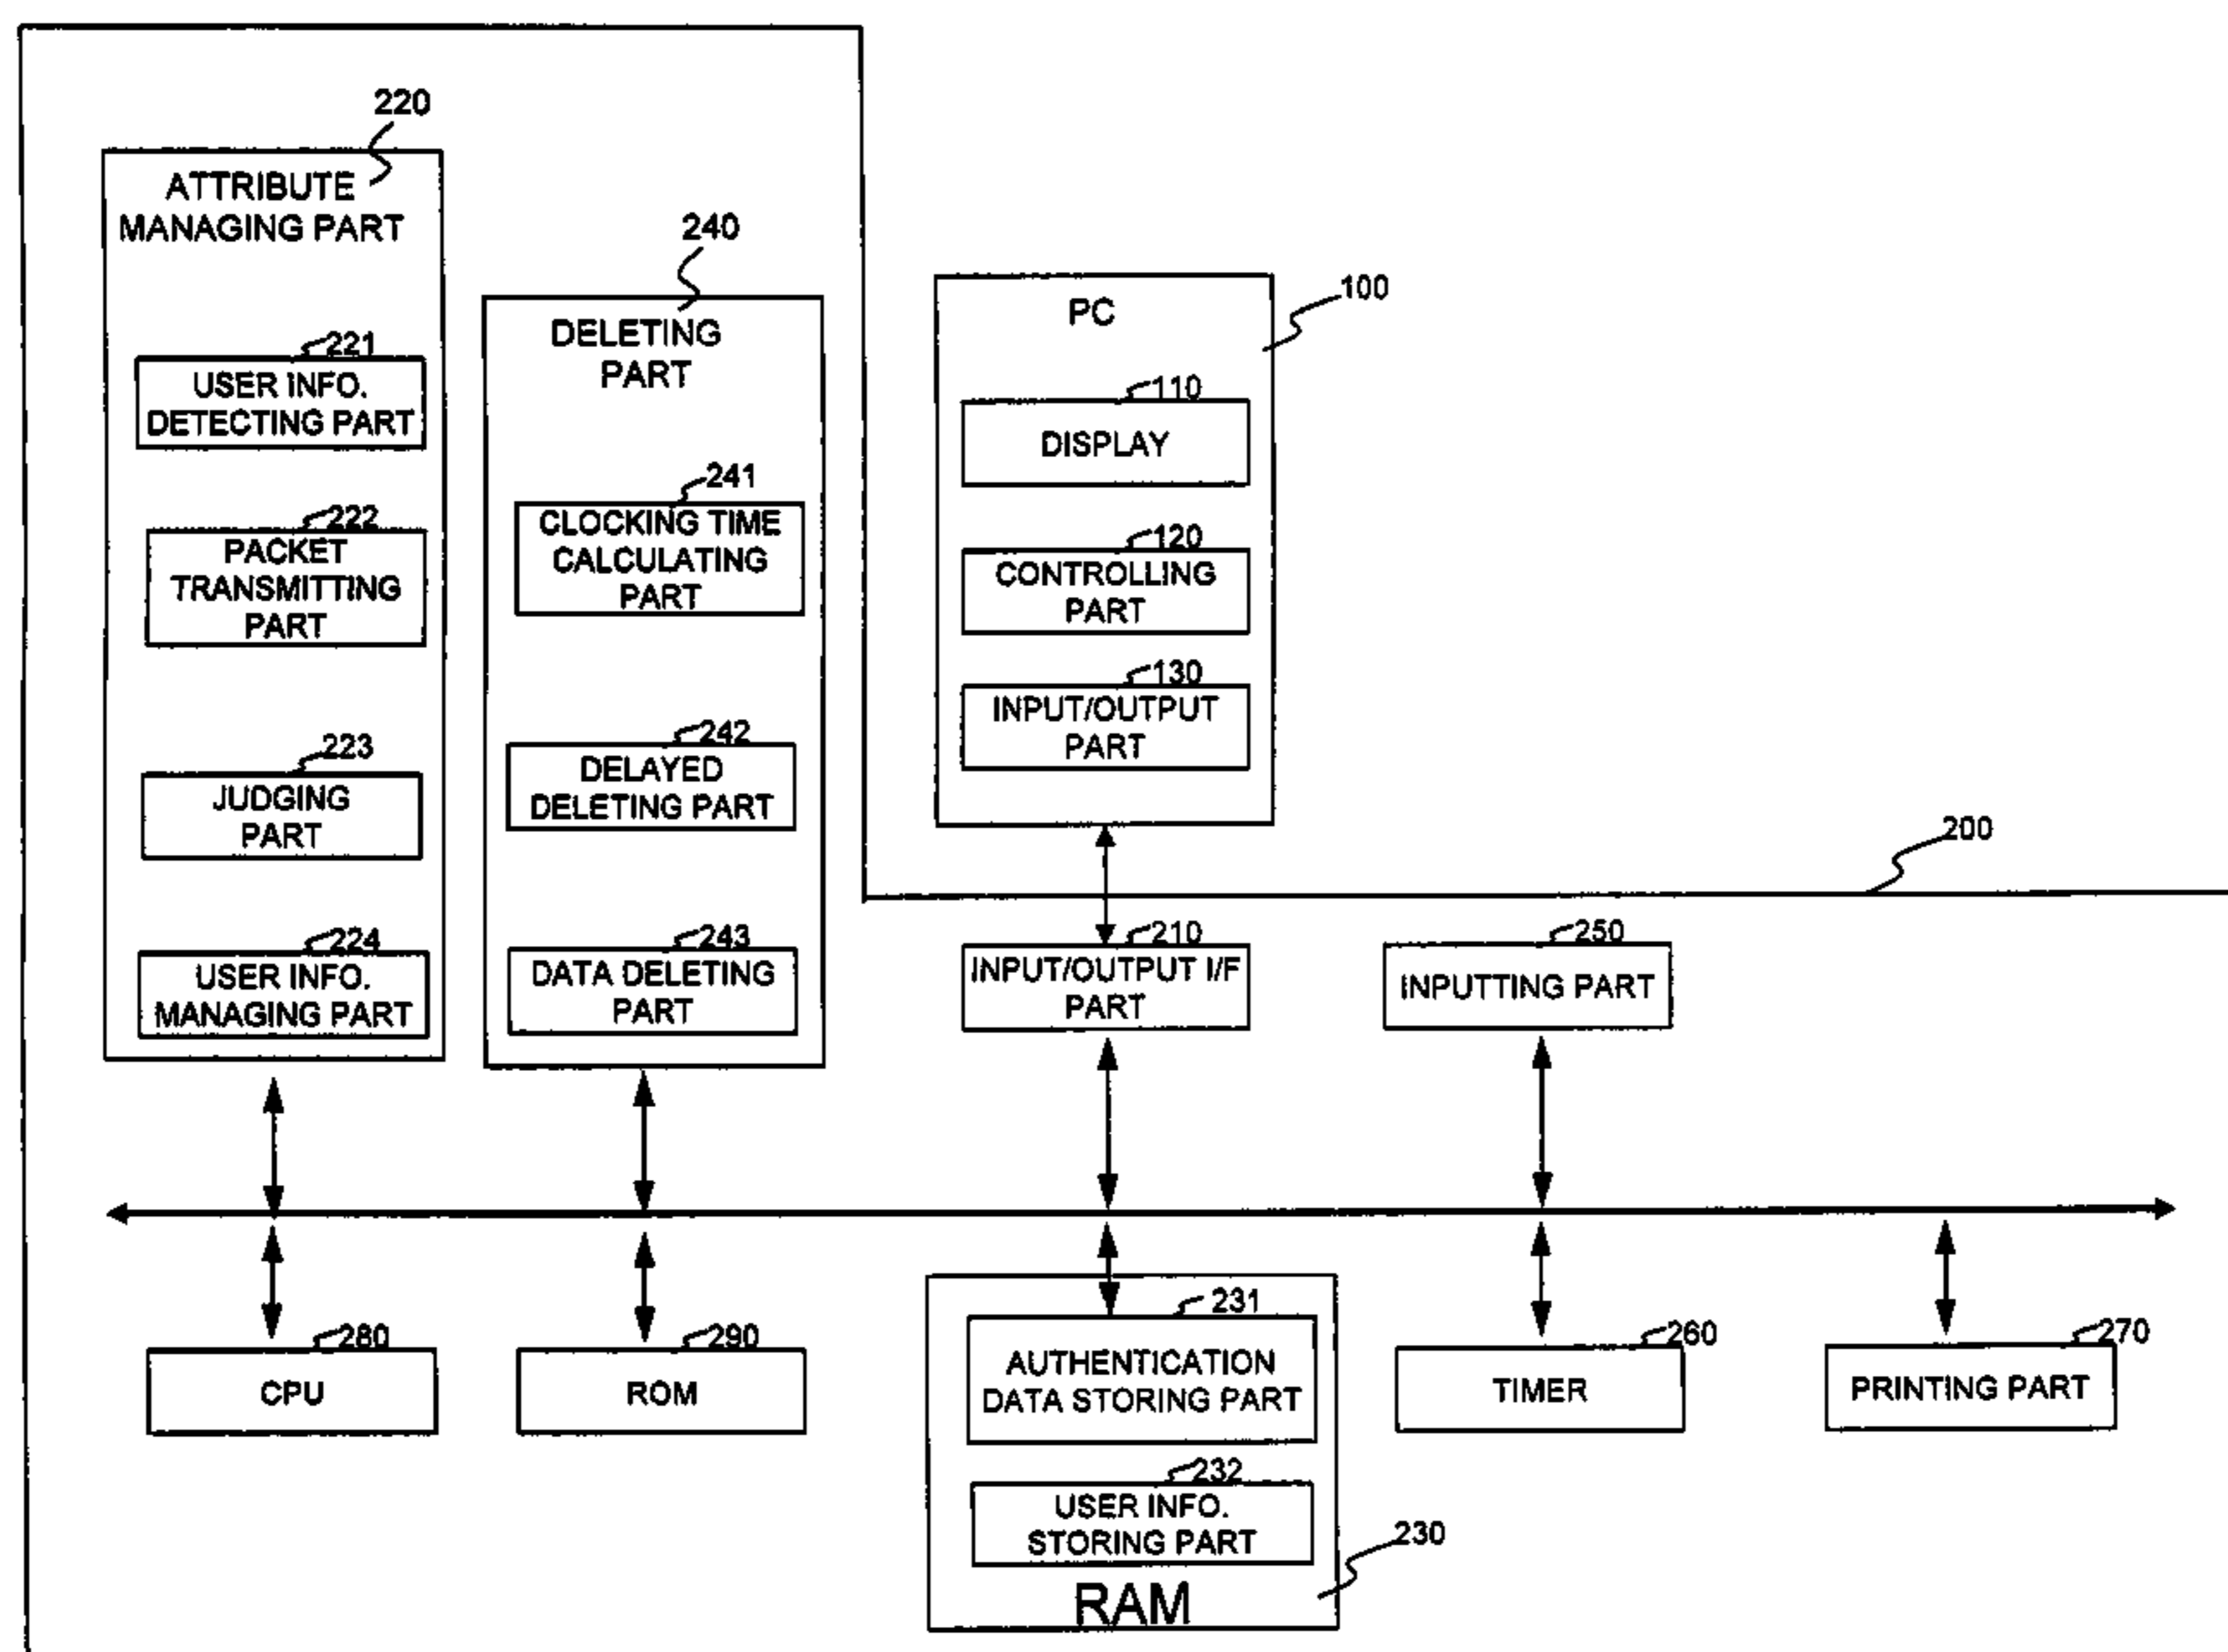 220
ATTRIBUTE
MANAGING PART
221
USER INFO.
DETECTING PART
222
PACKET
TRANSMITTING
PART
223
JUDGING
PART
224
USER INFO.
MANAGING PART
240
DELETING
PART
241
CLOCKING TIME
CALCULATING
PART
242
DELAYED
DELETING PART
243
DATA DELETING
PART
100
PC
110
DISPLAY
120
CONTROLLING
PART
130
INPUT/OUTPUT
PART
200
210
INPUT/OUTPUT I/F
PART
250
INPUTTING PART
280
CPU
290
ROM
231
AUTHENTICATION
DATA STORING PART
232
USER INFO.
STORING PART
230
RAM
260
TIMER
270
PRINTING PART